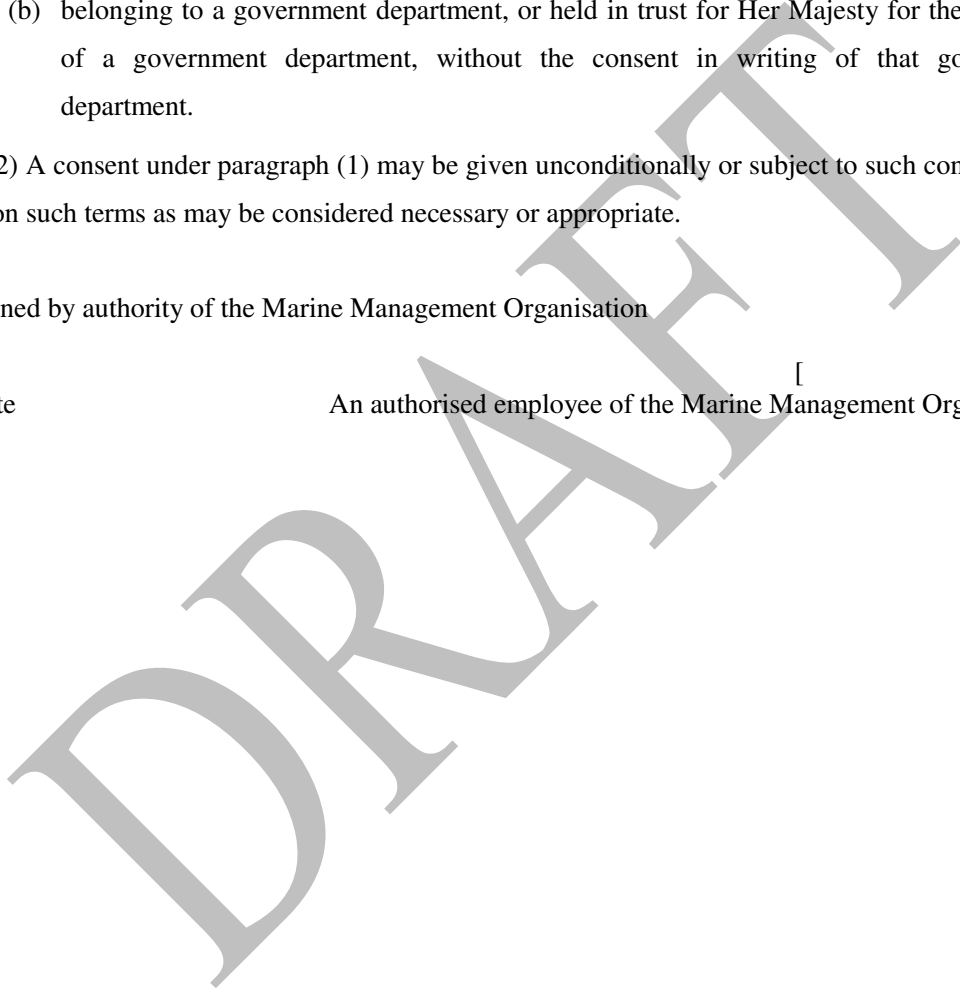 (b) belonging to a government department, or held in trust for Her Majesty for the
of a government department, without the consent in writing of that go
department.
2) A consent under paragraph (1) may be given unconditionally or subject to such con
on such terms as may be considered necessary or appropriate.
ned by authority of the Marine Management Organisation
[
te An authorised employee of the Marine Management Org
DRAFT